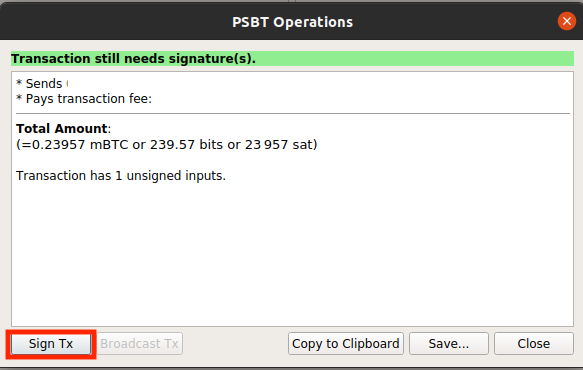 PSBT Operations
Transaction still needs signature(s).
* Sends
* Pays transaction fee:
Total Amount:
(=0.23957 mBTC or 239.57 bits or 23 957 sat)
Transaction has 1 unsigned inputs.
Sign Tx
Broadcast Tx
Copy to Clipboard
Save...
Close